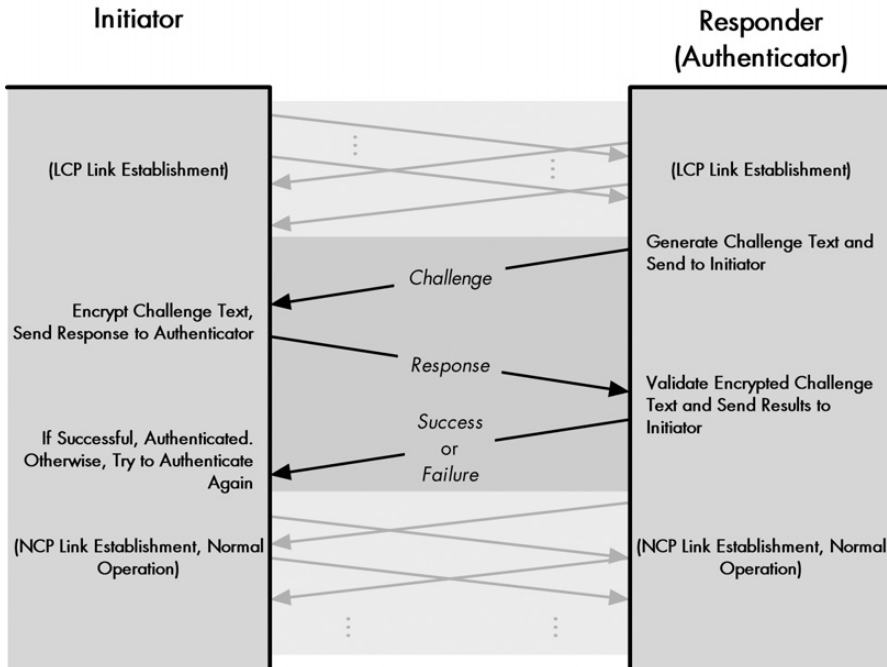 Initiator
Responder
(Authenticator)
(LCP Link Establishment)
(LCP Link Establishment)
Generate Challenge Text and
Send to Initiator
Challenge
Encrypt Challenge Text,
Send Response to Authenticator
Response
Validate Encrypted Challenge
Text and Send Results to
Initiator
Success
or
Failure
If Successful, Authenticated.
Otherwise, Try to Authenticate
Again
(NCP Link Establishment, Normal
Operation)
(NCP Link Establishment, Normal
Operation)